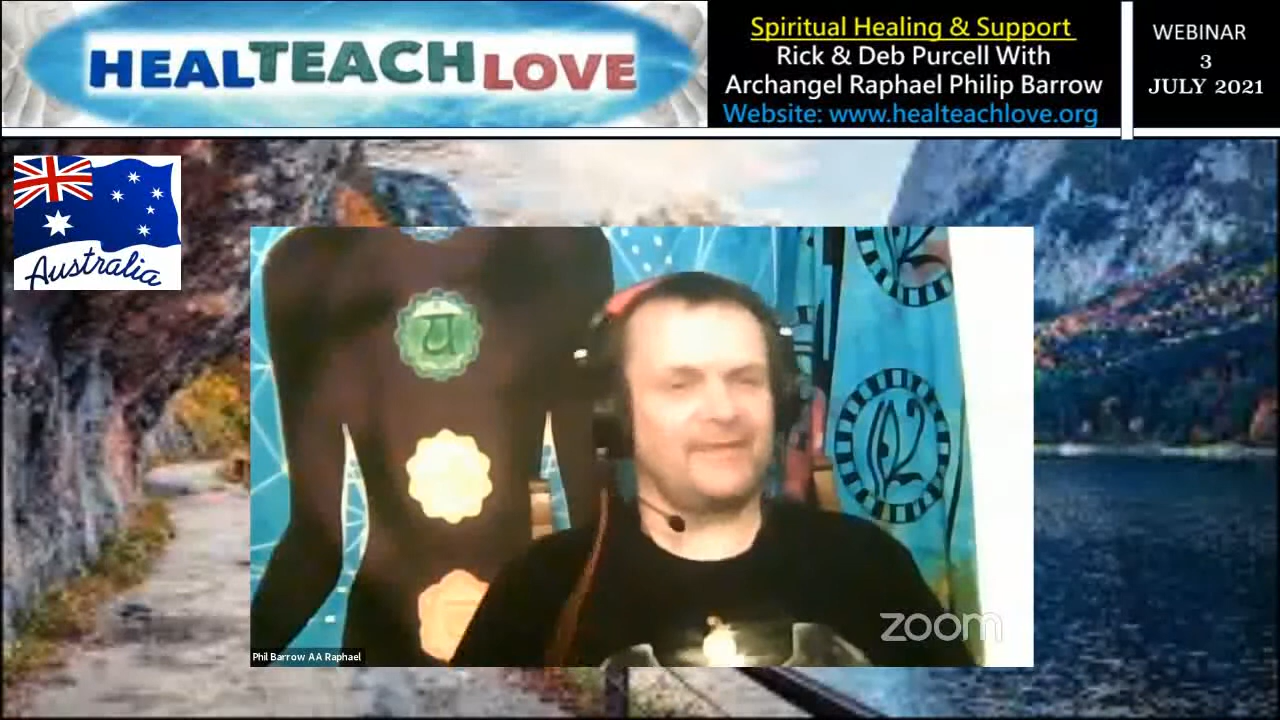 HEALTEACHLOVE
Spiritual Healing & Support
Rick & Deb Purcell With
Archangel Raphael Philip Barrow
Website: www.healteachlove.org
WEBINAR
3
JULY 2021
Australia
यं
zoom
Phil Barrow AA Raphael